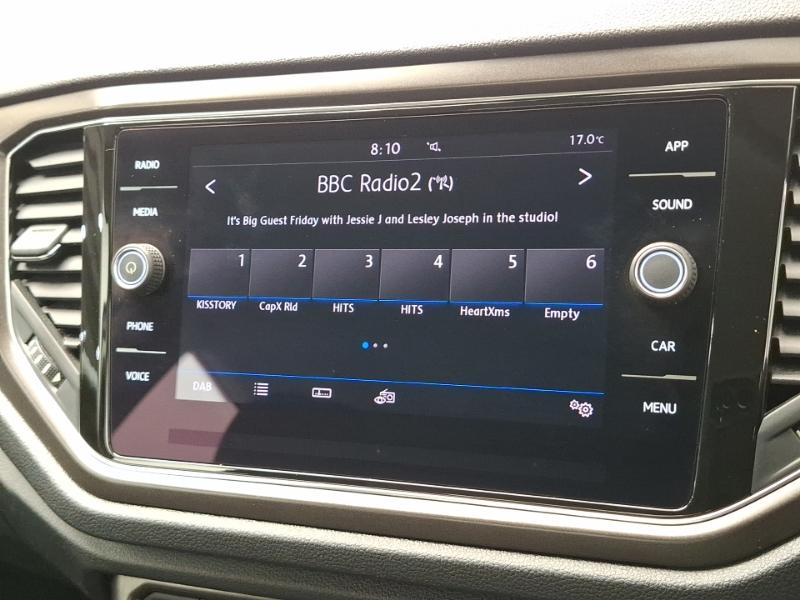 8:10
17.0°C
BBC Radio2
It's Big Guest Friday with Jessie J and Lesley Joseph in the studio!
1 2 3 4 5 6
KISSTORY CapX Rld HITS HITS HeartXms Empty
DAB
RADIO
MEDIA
PHONE
VOICE
APP
SOUND
CAR
MENU